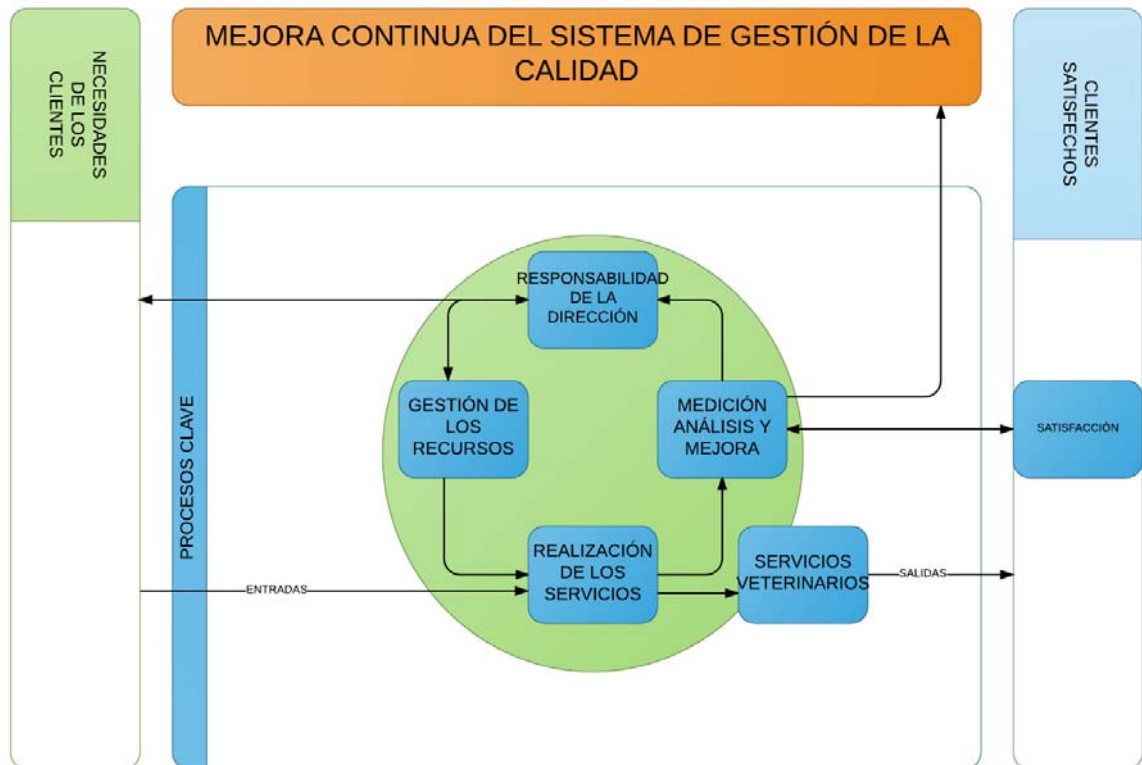 MEJORA CONTINUA DEL SISTEMA DE GESTIÓN DE LA
CALIDAD
NECESIDADES
DE LOS
CLIENTES
CLIENTES
SATISFECHOS
PROCESOS CLAVE
RESPONSABILIDAD
DE LA
DIRECCIÓN
GESTIÓN DE
LOS
RECURSOS
MEDICIÓN
ANÁLISIS Y
MEJORA
SATISFACCIÓN
REALIZACIÓN
DE LOS
SERVICIOS
SERVICIOS
VETERINARIOS
ENTRADAS
SALIDAS